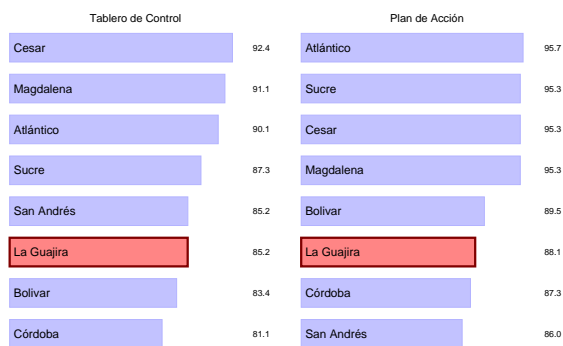 Tablero de Control
Cesar 92.4
Magdalena 91.1
Atlántico 90.1
Sucre 87.3
San Andrés 85.2
La Guajira 85.2
Bolivar 83.4
Córdoba 81.1
Plan de Acción
Atlántico 95.7
Sucre 95.3
Cesar 95.3
Magdalena 95.3
Bolivar 89.5
La Guajira 88.1
Córdoba 87.3
San Andrés 86.0